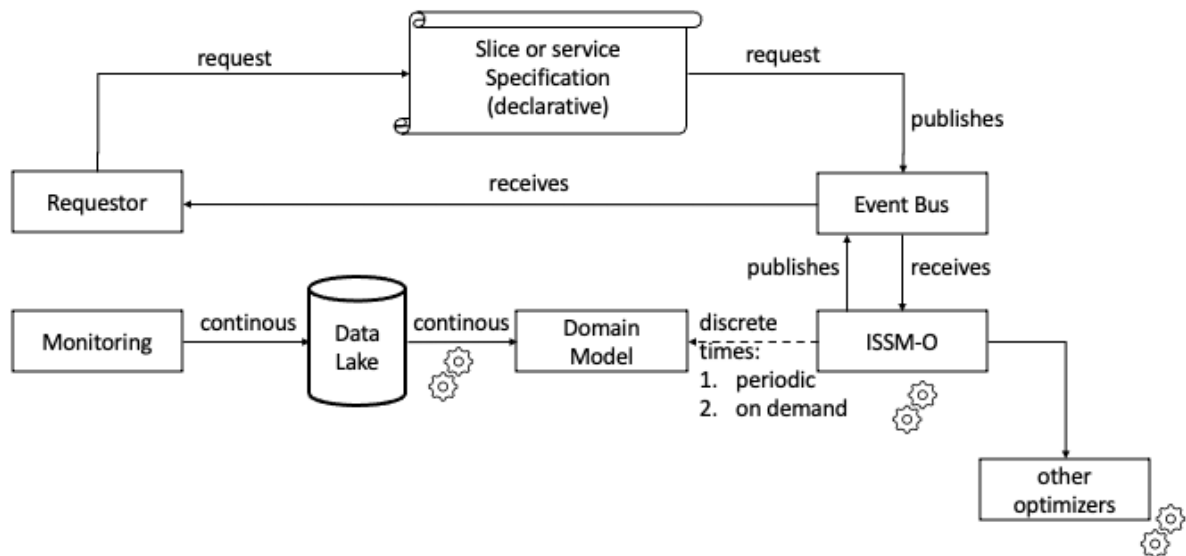 request
Slice or service
Specification
(declarative)
request
publishes
Requestor
receives
Event Bus
publishes
receives
Monitoring
continous
Data
Lake
continous
Domain
Model
discrete
times:
1. periodic
2. on demand
ISSM-O
other
optimizers